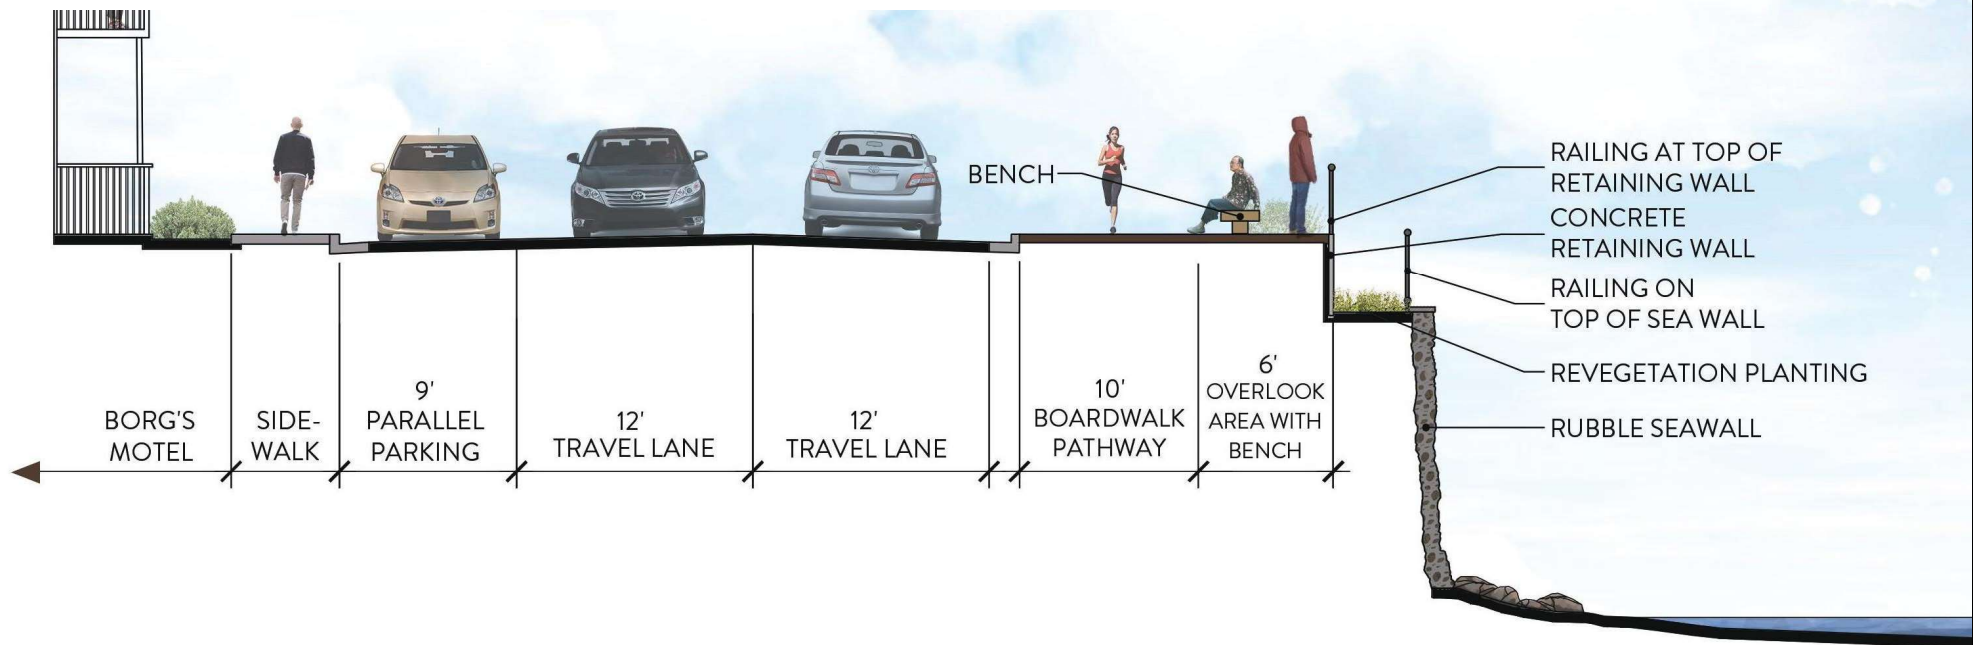 BENCH
RAILING AT TOP OF
RETAINING WALL
CONCRETE
RETAINING WALL
RAILING ON
TOP OF SEA WALL
REVEGETATION PLANTING
RUBBLE SEAWALL
BORG'S
MOTEL
SIDE-
WALK
9'
PARALLEL
PARKING
12'
TRAVEL LANE
12'
TRAVEL LANE
10'
BOARDWALK
PATHWAY
6'
OVERLOOK
AREA WITH
BENCH